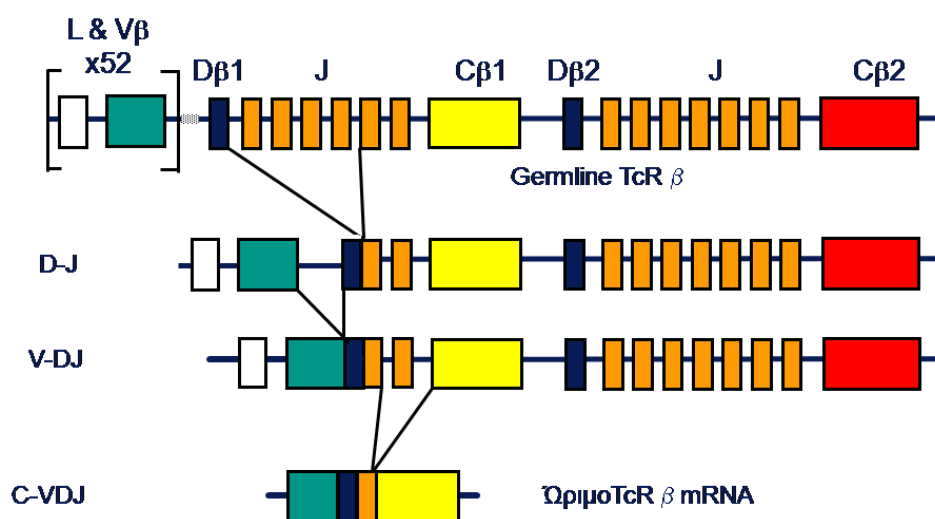 L & Vβ
x52
Dβ1 J Cβ1 Dβ2 J Cβ2
Germline TcR β
D-J
V-DJ
C-VDJ ΏριμοTcR β mRNA